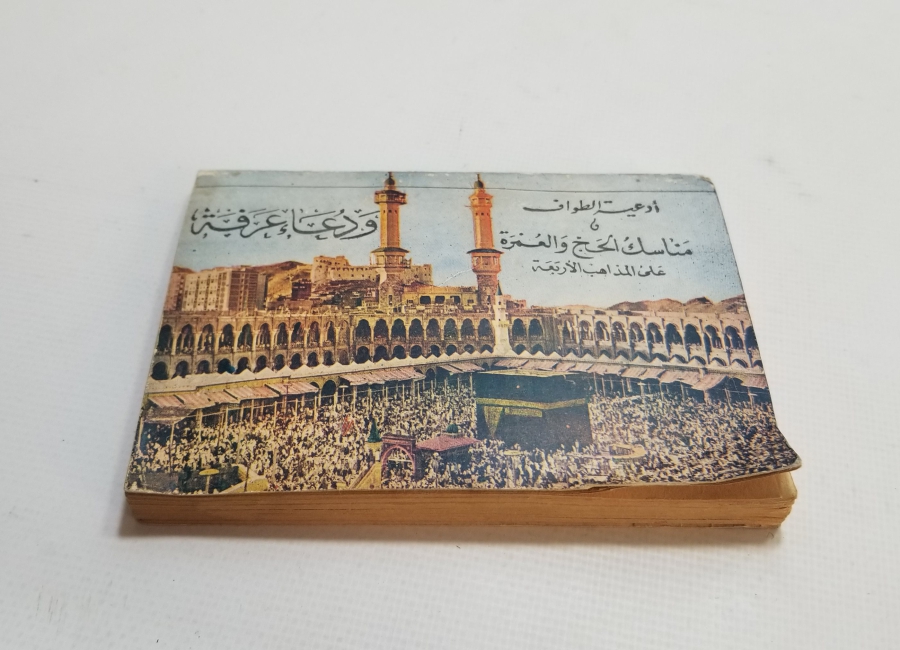 أدعية الطواف
و
مناسك الحج والعمرة
على المذاهب الأربعة
ودعاء عرفة